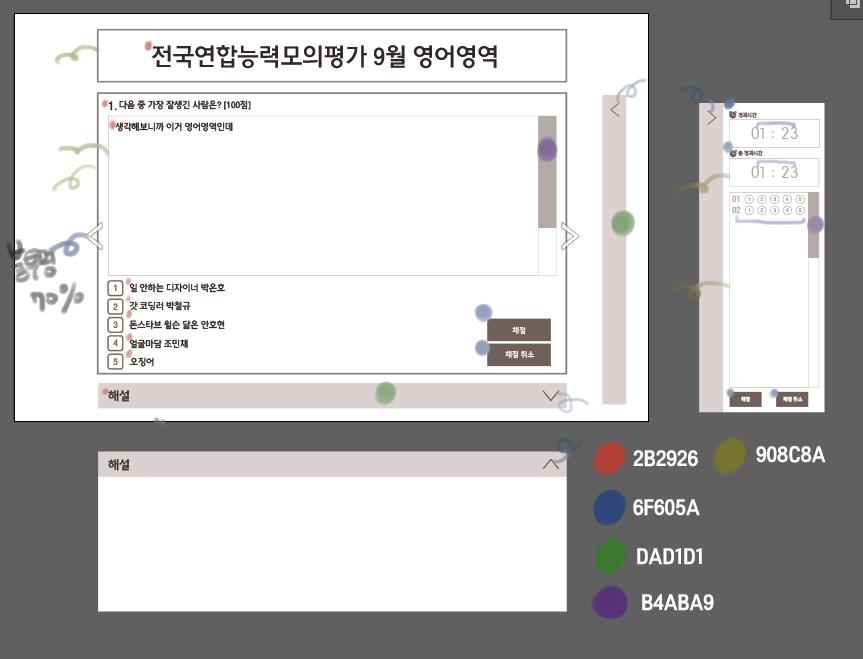 전국연합능력모의평가 9월 영어영역
1. 다음 중 가장 잘생긴 사람은? [100점]
생각해보니까 이거 영어영역인데
1 일 안하는 디자이너 박은호
2 갓 코딩러 박철규
3 돈스타브 윌슨 닮은 안호현
4 얼굴마담 조민재
5 오징어
채점
채점 취소
해설
불투명
70%
경과시간
01 : 23
총 경과시간
01 : 23
01 1 2 3 4 5
02 1 2 3 4 5
채점
채점 취소
해설
2B2926
908C8A
6F605A
DAD1D1
B4ABA9